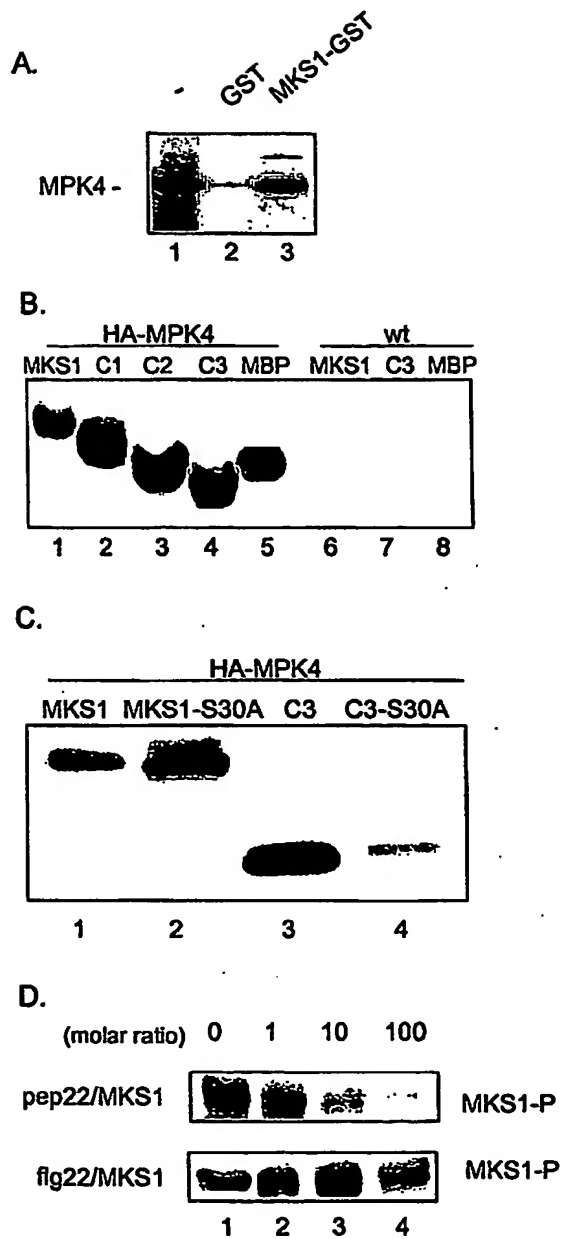 A.
- GST MKS1-GST
MPK4 -
1 2 3
B.
HA-MPK4 wt
MKS1 C1 C2 C3 MBP MKS1 C3 MBP
1 2 3 4 5 6 7 8
C.
HA-MPK4
MKS1 MKS1-S30A C3 C3-S30A
1 2 3 4
D.
(molar ratio) 0 1 10 100
pep22/MKS1 MKS1-P
flg22/MKS1 MKS1-P
1 2 3 4